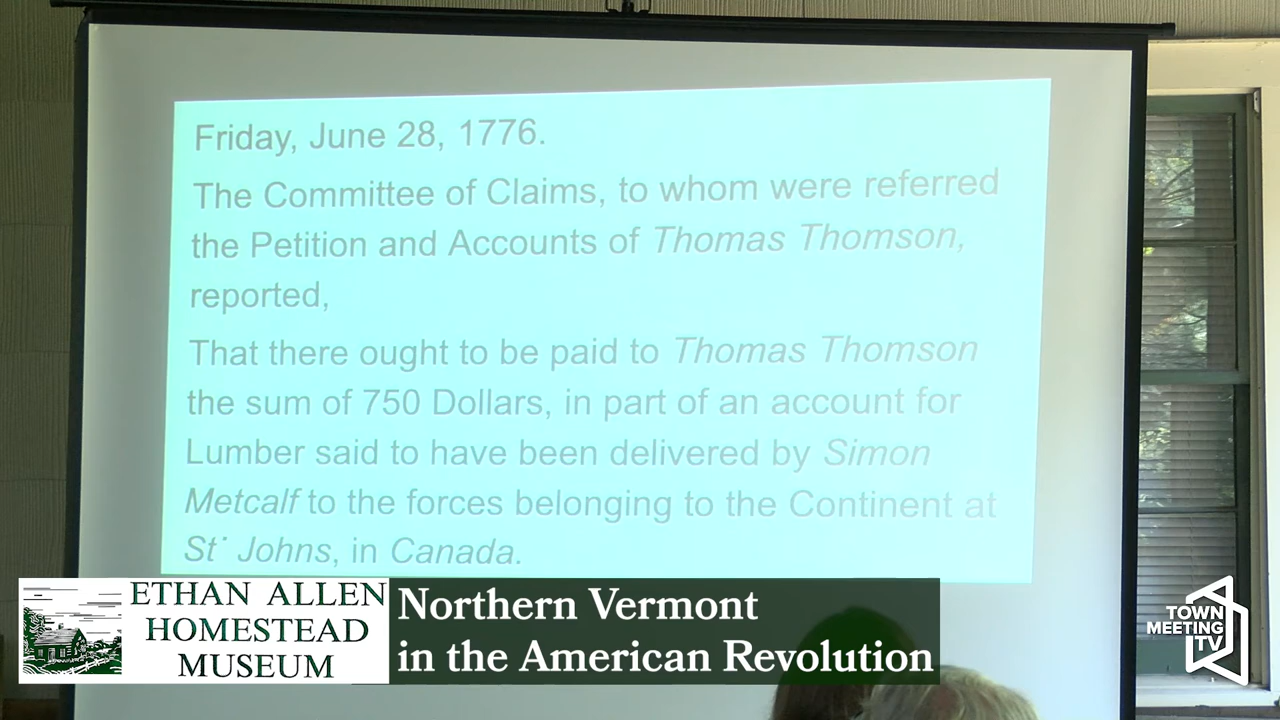 Friday, June 28, 1776.
The Committee of Claims, to whom were referred
the Petition and Accounts of Thomas Thomson,
reported,
That there ought to be paid to Thomas Thomson
the sum of 750 Dollars, in part of an account for
Lumber said to have been delivered by Simon
Metcalf to the forces belonging to the Continent at
St˙ Johns, in Canada.
ETHAN ALLEN
HOMESTEAD
MUSEUM
Northern Vermont
in the American Revolution
TOWN
MEETING
TV